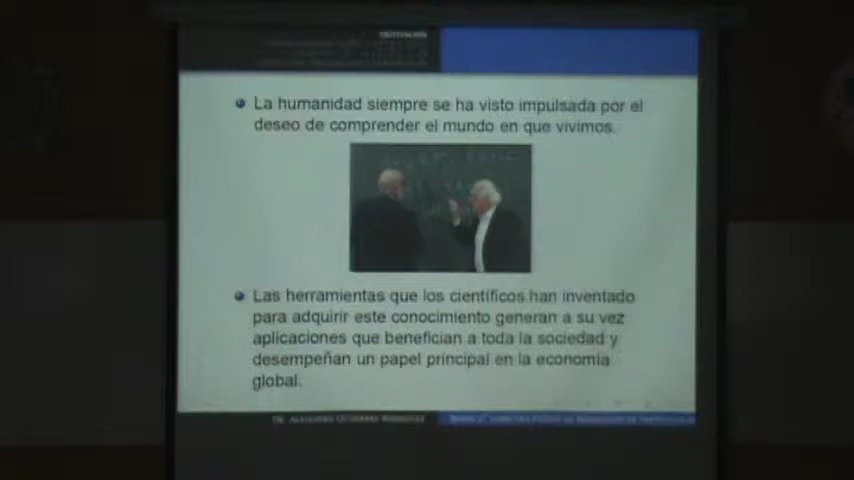 MOTIVACIÓN
La humanidad siempre se ha visto impulsada por el
deseo de comprender el mundo en que vivimos.
Las herramientas que los científicos han inventado
para adquirir este conocimiento generan a su vez
aplicaciones que benefician a toda la sociedad y
desempeñan un papel principal en la economía
global.